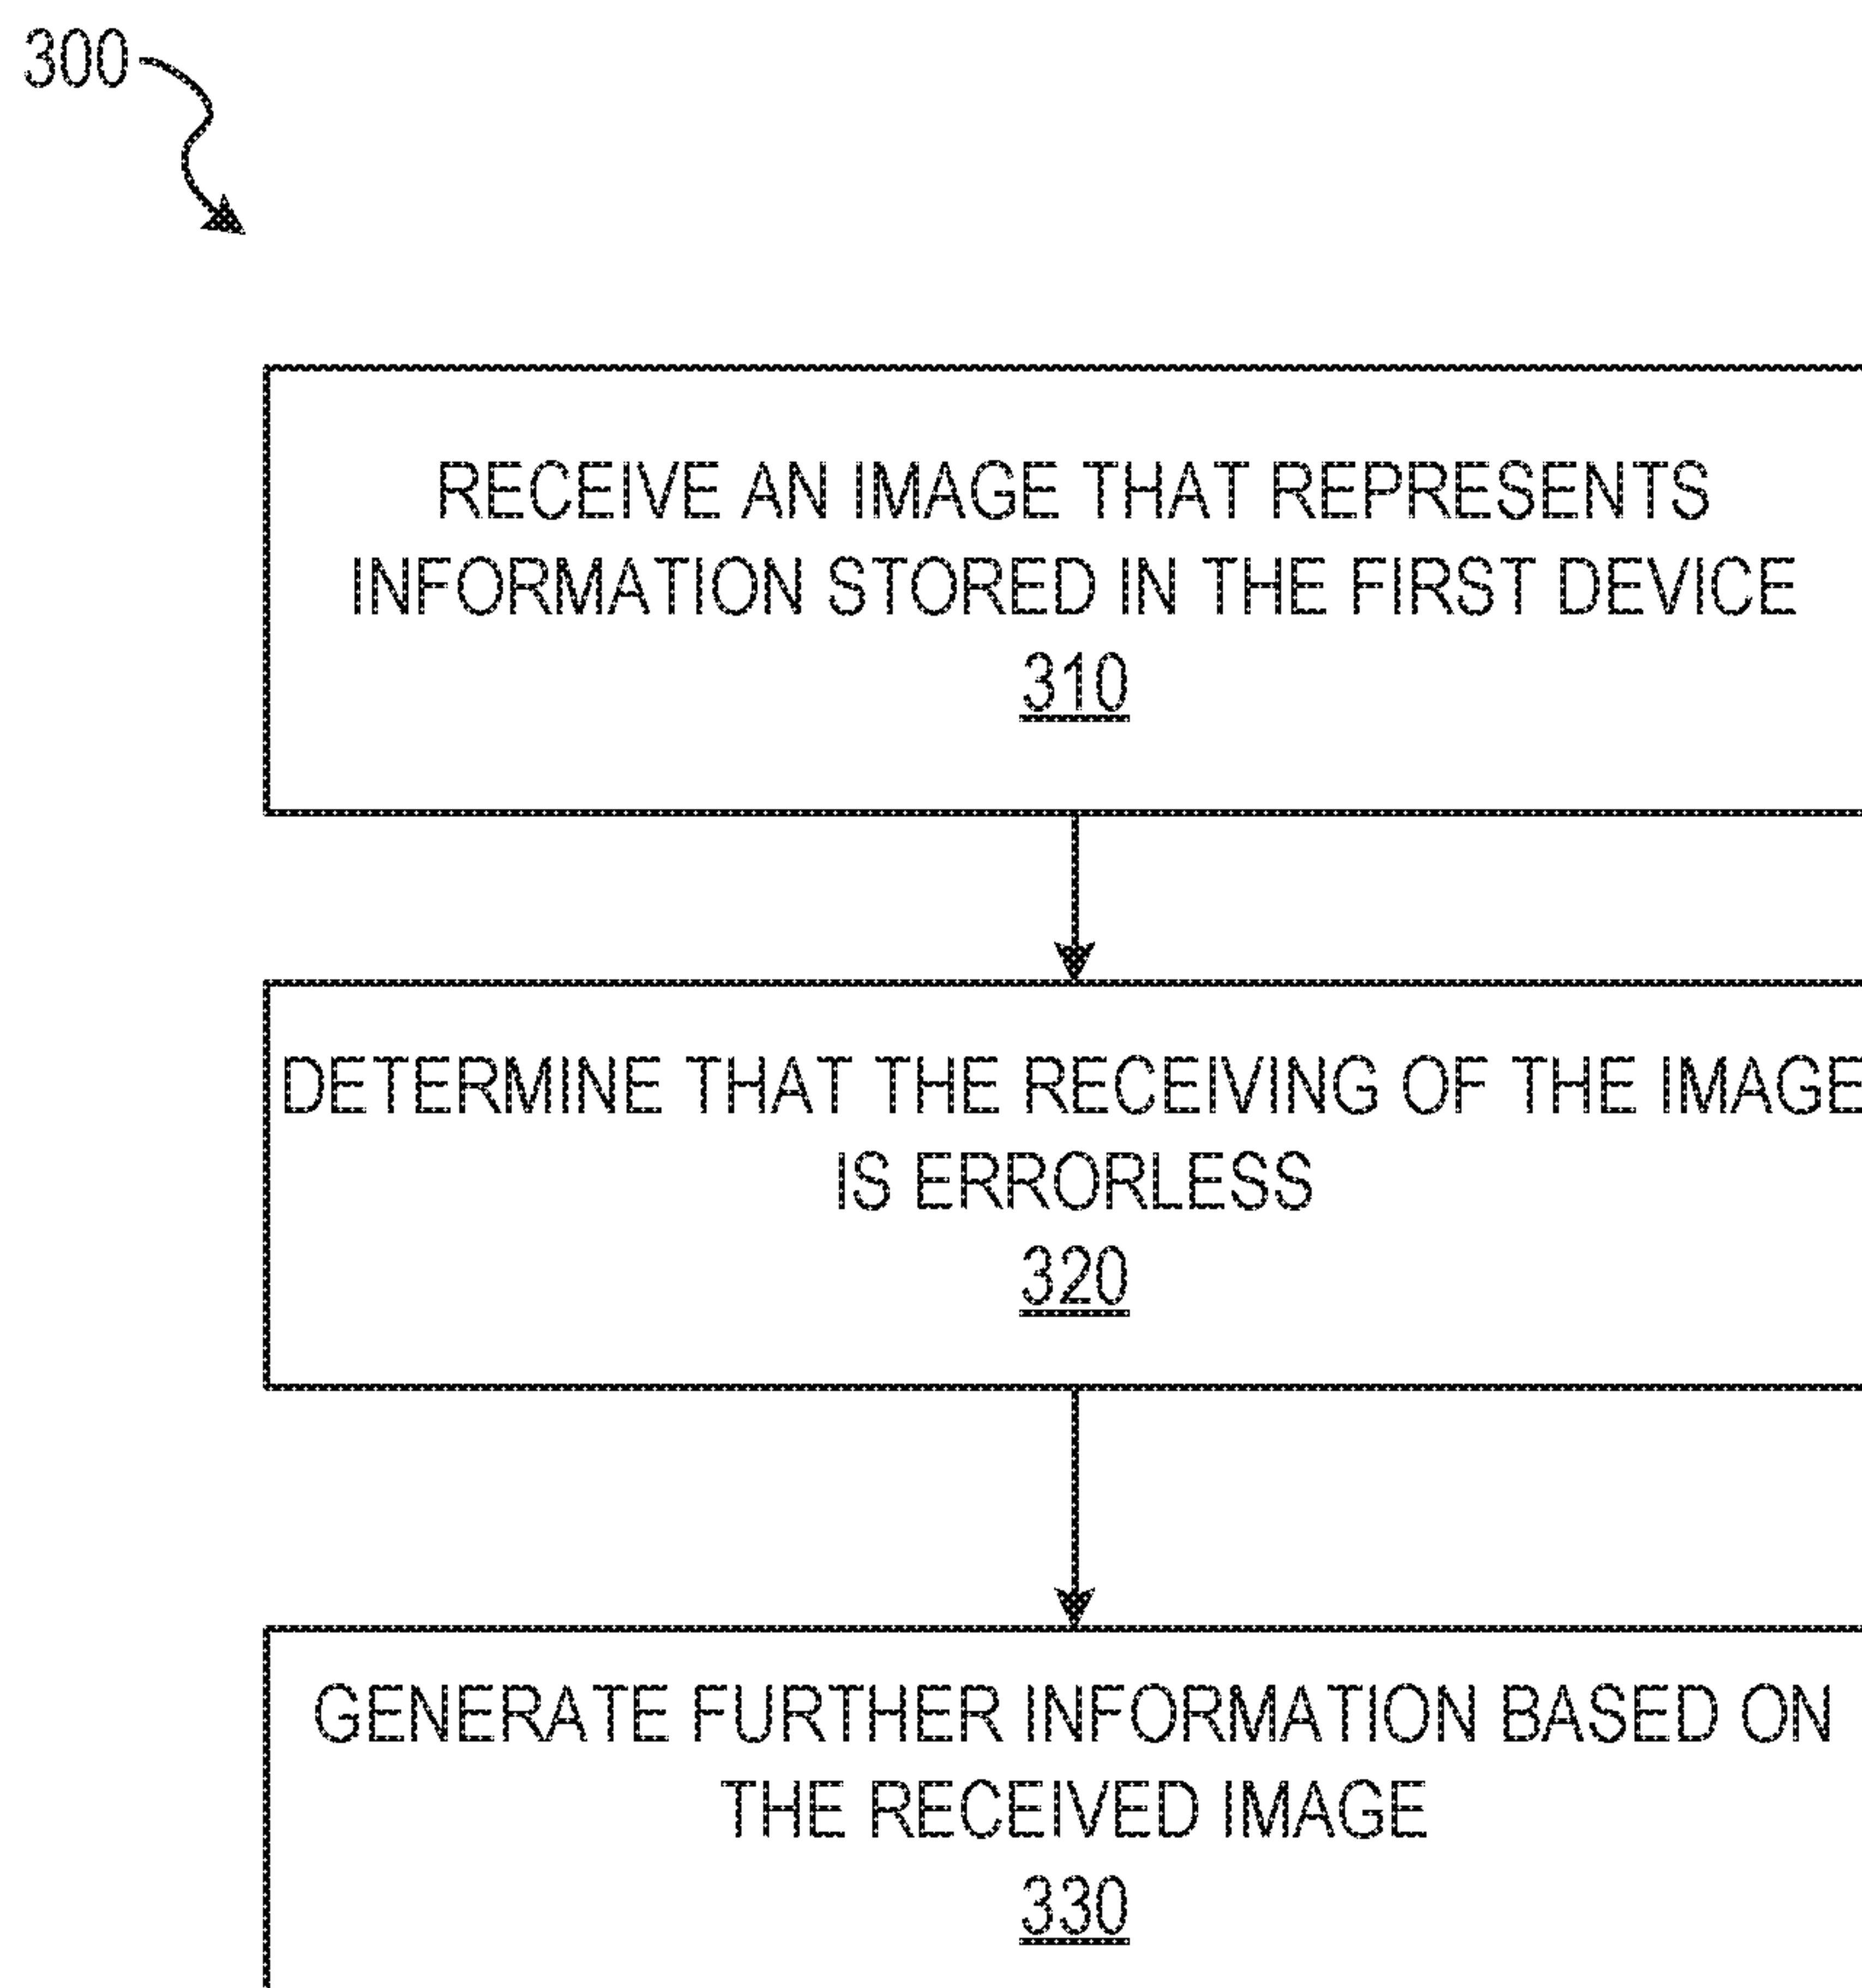 300
RECEIVE AN IMAGE THAT REPRESENTS
INFORMATION STORED IN THE FIRST DEVICE
310
DETERMINE THAT THE RECEIVING OF THE IMAGE
IS ERRORLESS
320
GENERATE FURTHER INFORMATION BASED ON
THE RECEIVED IMAGE
330